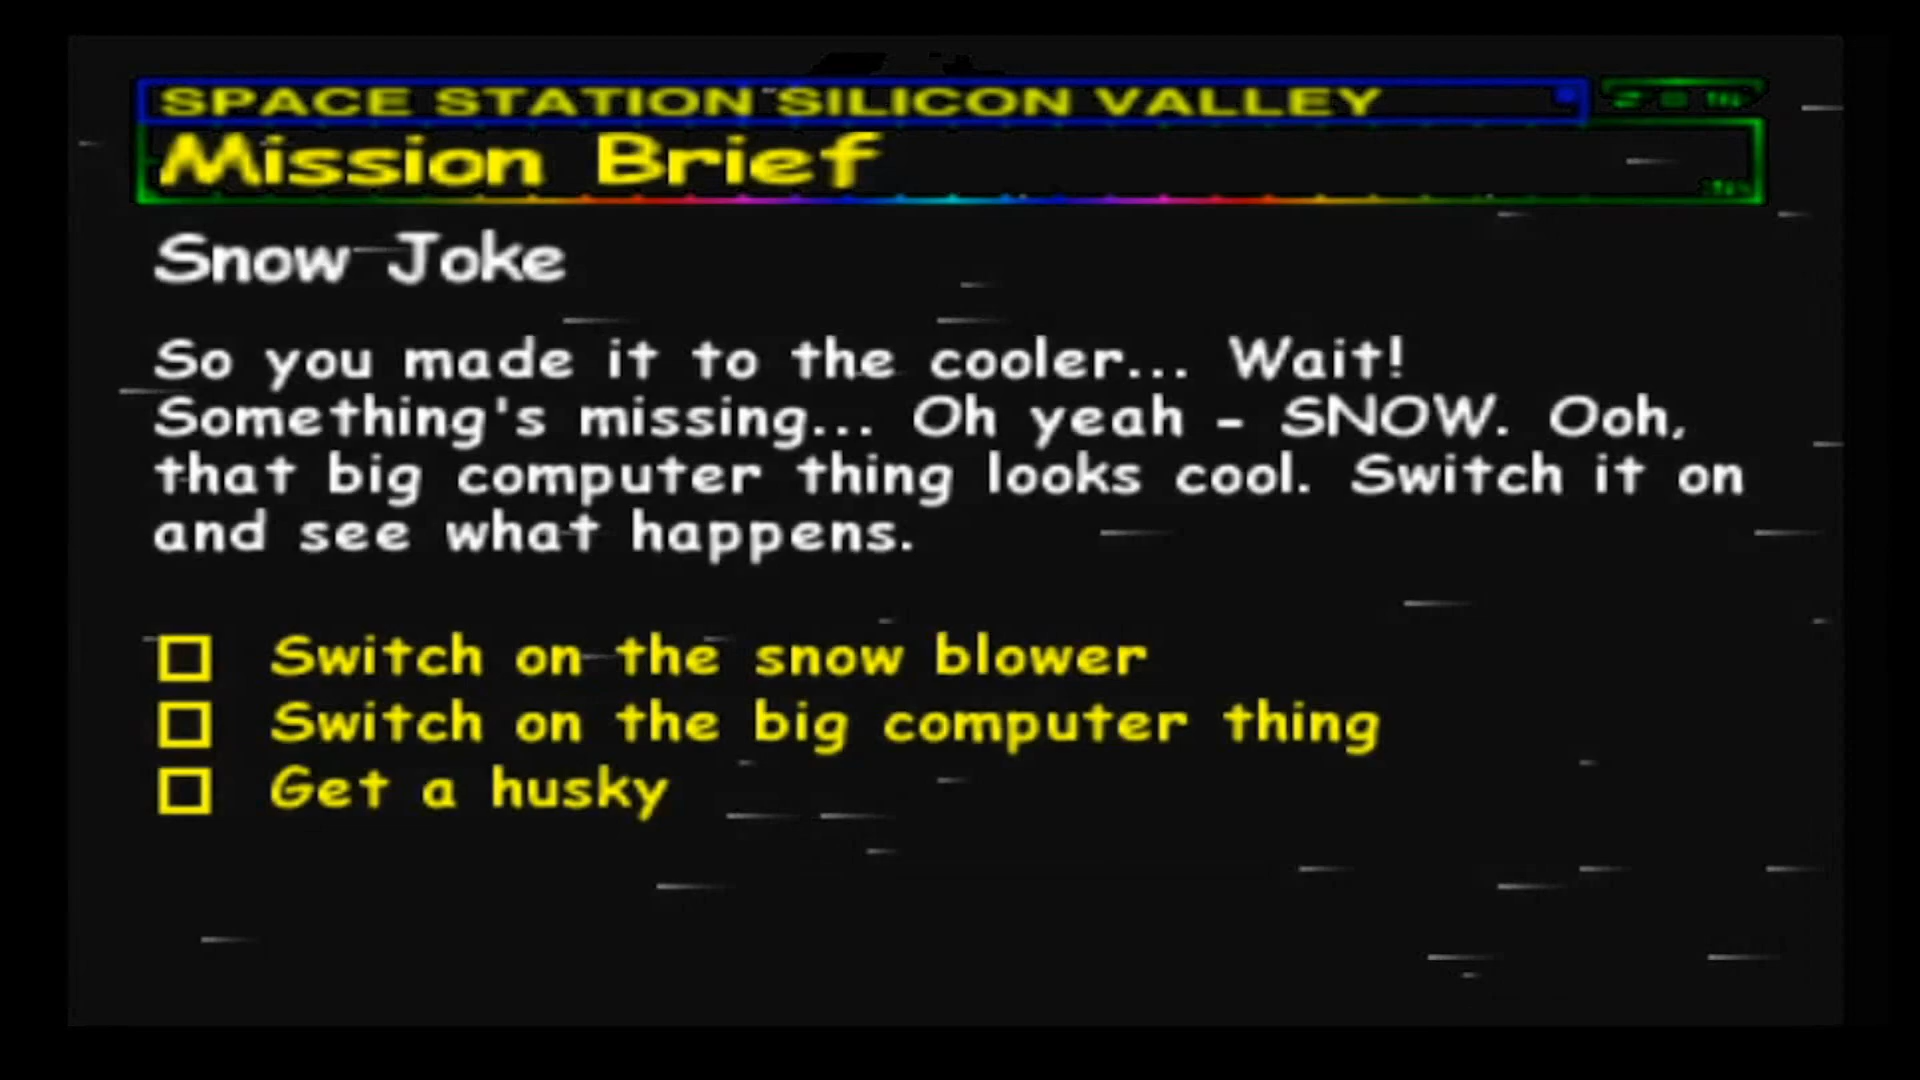 SPACE STATION SILICON VALLEY
Mission Brief
Snow Joke
So you made it to the cooler... Wait!
Something's missing... Oh yeah - SNOW. Ooh,
that big computer thing looks cool. Switch it on
and see what happens.
Switch on the snow blower
Switch on the big computer thing
Get a husky